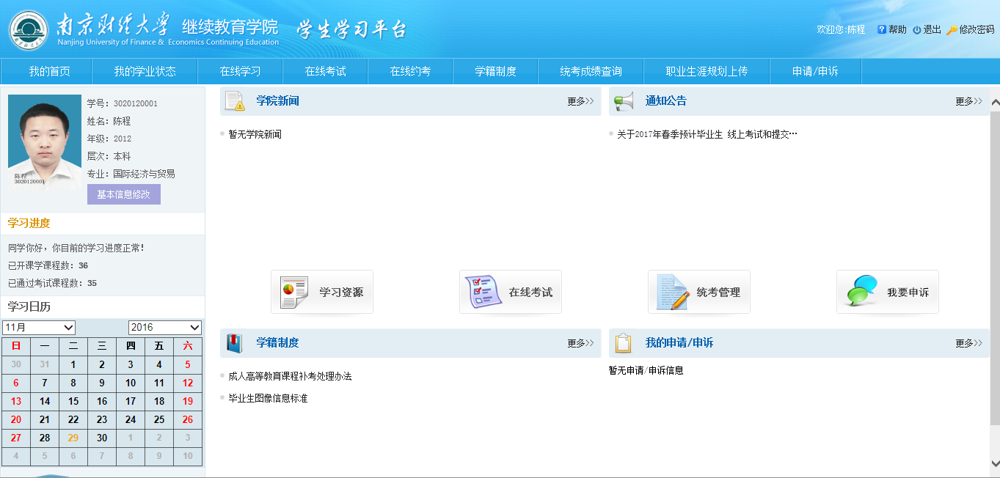 南京财经大学 继续教育学院 学生学习平台
Nanjing University of Finance & Economics Continuing Education
欢迎您:陈程 帮助 退出 修改密码
我的首页 我的学业状态 在线学习 在线考试 在线约考 学籍制度 统考成绩查询 职业生涯规划上传 申请/申诉
学号：3020120001
姓名：陈程
年级：2012
层次：本科
专业：国际经济与贸易
陈程
3020120001
基本信息修改
学习进度
同学你好，你目前的学习进度正常！
已开课学课程数：36
已通过考试课程数：35
学习日历
11月 2016
日 一 二 三 四 五 六
30 31 1 2 3 4 5
6 7 8 9 10 11 12
13 14 15 16 17 18 19
20 21 22 23 24 25 26
27 28 29 30 1 2 3
4 5 6 7 8 9 10
学院新闻 更多>>
暂无学院新闻
通知公告 更多>>
关于2017年春季预计毕业生 线上考试和提交…
学习资源 在线考试 统考管理 我要申诉
学籍制度 更多>>
成人高等教育课程补考处理办法
毕业生图像信息标准
我的申请/申诉 更多>>
暂无申请/申诉信息